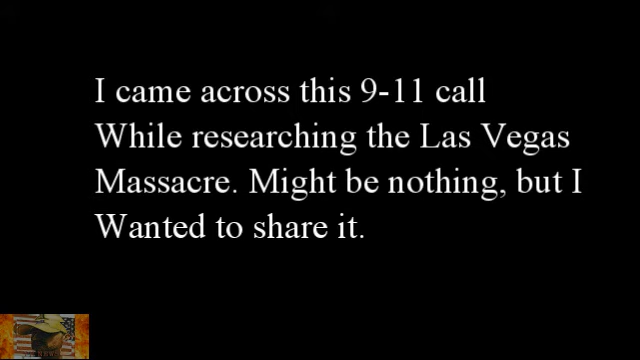 I came across this 9-11 call
While researching the Las Vegas
Massacre. Might be nothing, but I
Wanted to share it.